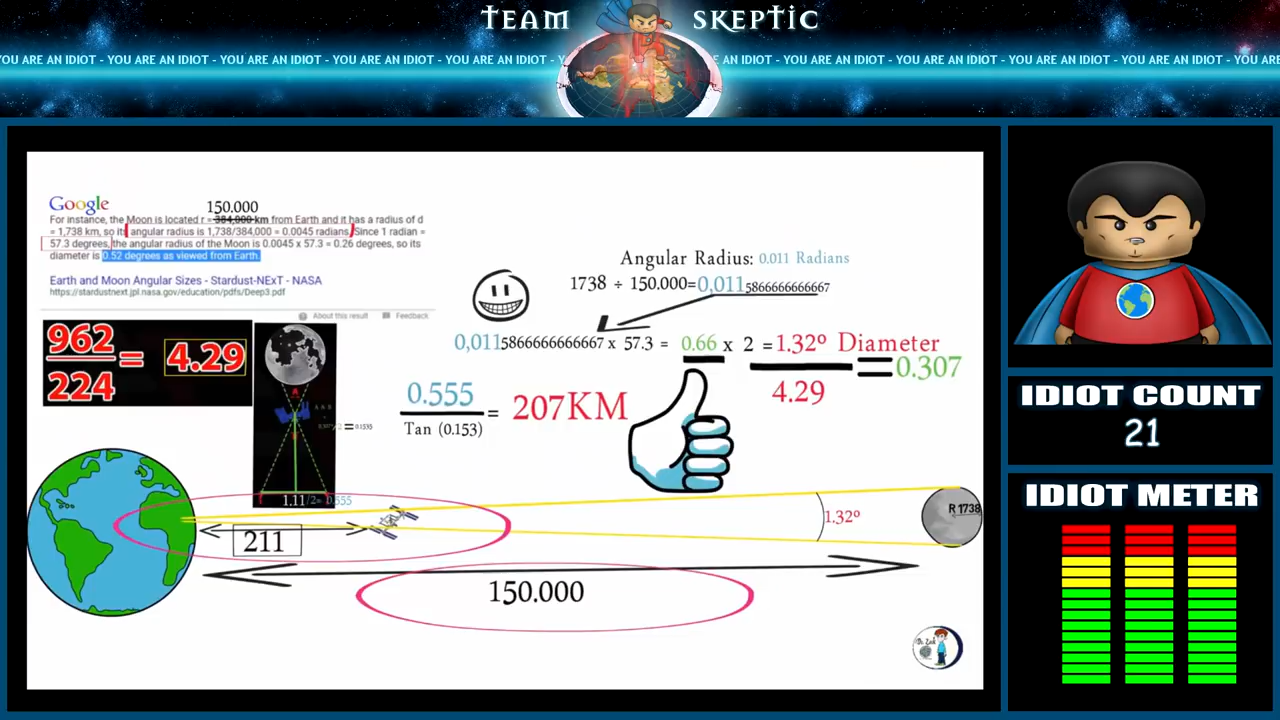 TEAM SKEPTIC
YOU ARE AN IDIOT - YOU ARE AN IDIOT - YOU ARE AN IDIOT - YOU ARE AN IDIOT - YOU ARE AN IDIOT - AN IDIOT - YOU ARE AN IDIOT - YOU ARE AN IDIOT - YOU ARE AN IDIOT - YOU ARE AN IDIOT - YOU ARE
Google
150.000
For instance, the Moon is located r = 384,000 km from Earth and it has a radius of d
= 1,738 km, so its angular radius is 1,738/384,000 = 0.0045 radians. Since 1 radian =
57.3 degrees, the angular radius of the Moon is 0.0045 x 57.3 = 0.26 degrees, so its
diameter is 0.52 degrees as viewed from Earth.
Earth and Moon Angular Sizes - Stardust-NExT - NASA
https://stardustnext.jpl.nasa.gov/education/pdfs/Deep3.pdf
About this result Feedback
Angular Radius: 0.011 Radians
1738 ÷ 150.000=0,0115866666666667
0,0115866666666667 x 57.3 = 0.66 x 2 =1.32º Diameter
4.29
=0.307
962
224
= 4.29
A
=0.1535
0.555
Tan (0.153)
= 207KM
1.11/2= 0.555
211
1.32º
R 1738
150.000
IDIOT COUNT
21
IDIOT METER